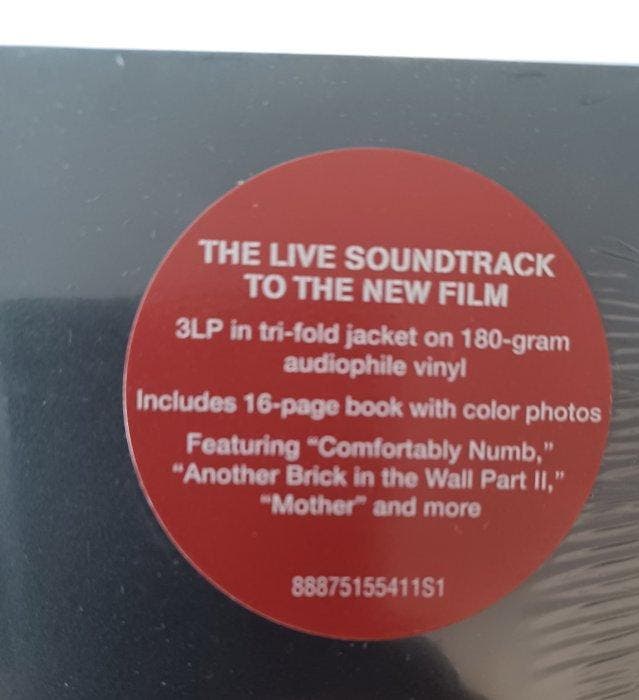 THE LIVE SOUNDTRACK
TO THE NEW FILM
3LP in tri-fold jacket on 180-gram
audiophile vinyl
Includes 16-page book with color photos
Featuring “Comfortably Numb,”
“Another Brick in the Wall Part II,”
“Mother” and more
88875155411S1